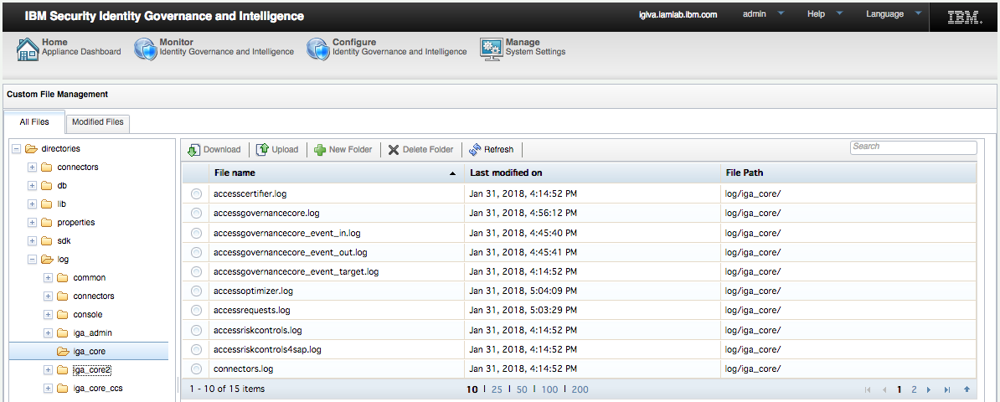 IBM Security Identity Governance and Intelligence
igiva.iamlab.ibm.com admin Help Language IBM.
Home
Appliance Dashboard
Monitor
Identity Governance and Intelligence
Configure
Identity Governance and Intelligence
Manage
System Settings
Custom File Management
All Files Modified Files
directories
connectors
db
lib
properties
sdk
log
common
connectors
console
iga_admin
iga_core
iga_core2
iga_core_ccs
Download Upload New Folder Delete Folder Refresh Search
File name Last modified on File Path
accesscertifier.log Jan 31, 2018, 4:14:52 PM log/iga_core/
accessgovernancecore.log Jan 31, 2018, 4:56:12 PM log/iga_core/
accessgovernancecore_event_in.log Jan 31, 2018, 4:45:40 PM log/iga_core/
accessgovernancecore_event_out.log Jan 31, 2018, 4:45:41 PM log/iga_core/
accessgovernancecore_event_target.log Jan 31, 2018, 4:14:52 PM log/iga_core/
accessoptimizer.log Jan 31, 2018, 5:04:09 PM log/iga_core/
accessrequests.log Jan 31, 2018, 5:03:29 PM log/iga_core/
accessriskcontrols.log Jan 31, 2018, 4:14:52 PM log/iga_core/
accessriskcontrols4sap.log Jan 31, 2018, 4:14:52 PM log/iga_core/
connectors.log Jan 31, 2018, 4:14:52 PM log/iga_core/
1 - 10 of 15 items 10 | 25 | 50 | 100 | 200 1 2